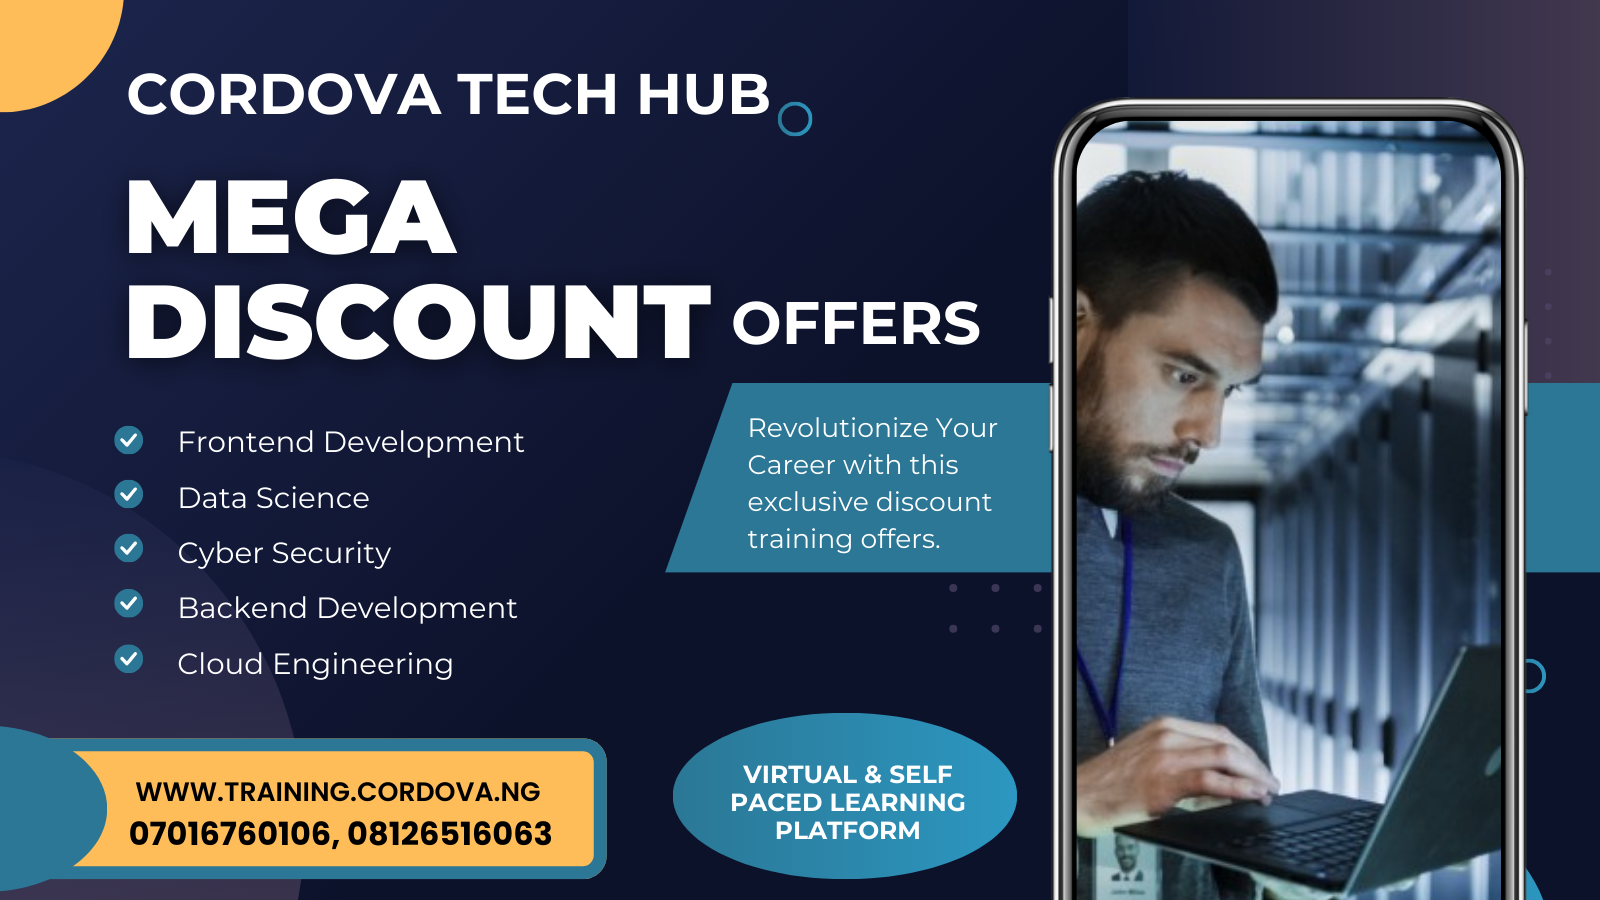 CORDOVA TECH HUB
MEGA
DISCOUNT OFFERS
Frontend Development
Data Science
Cyber Security
Backend Development
Cloud Engineering
Revolutionize Your
Career with this
exclusive discount
training offers.
WWW.TRAINING.CORDOVA.NG
07016760106, 08126516063
VIRTUAL & SELF
PACED LEARNING
PLATFORM